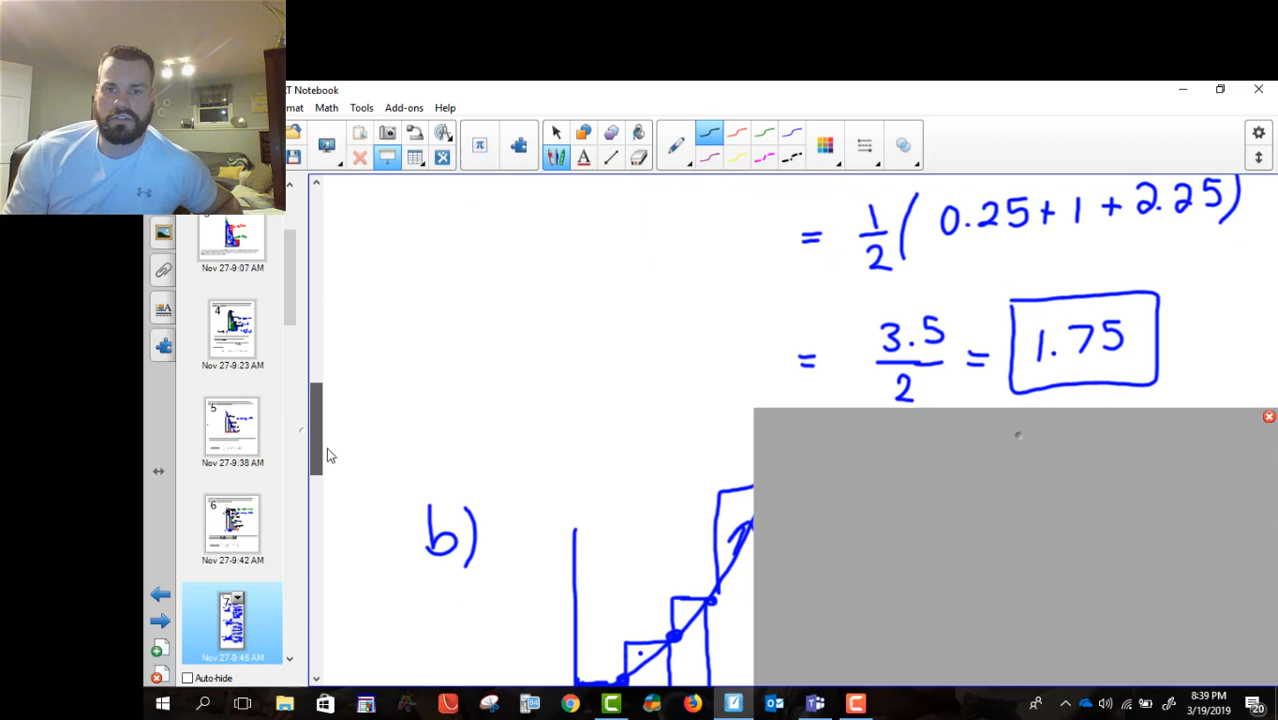 T Notebook
mat Math Tools Add-ons Help
= 1/2 ( 0.25 + 1 + 2.25 )
= 3.5/2 = 1.75
b)
Nov 27-9:07 AM
4
Nov 27-9:23 AM
5
Nov 27-9:38 AM
6
Nov 27-9:42 AM
7
Nov 27-9:48 AM
Auto-hide
8:39 PM
3/19/2019
20